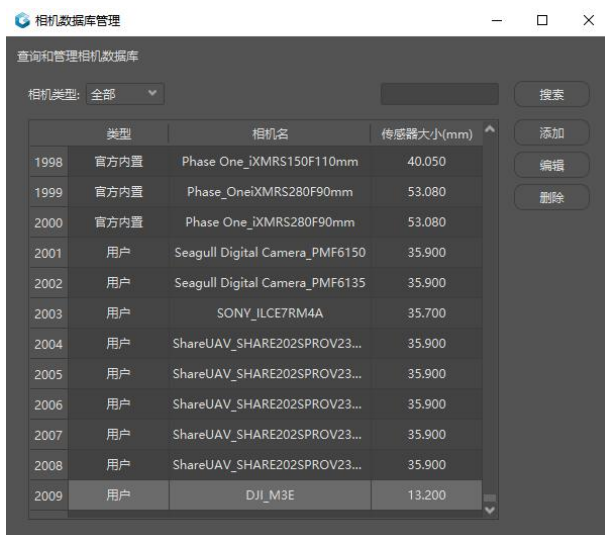 相机数据库管理
查询和管理相机数据库
相机类型: 全部 搜索
类型 相机名 传感器大小(mm) 添加
1998 官方内置 Phase One_iXMRS150F110mm 40.050 编辑
1999 官方内置 Phase_OneiXMRS280F90mm 53.080 删除
2000 官方内置 Phase One_iXMRS280F90mm 53.080
2001 用户 Seagull Digital Camera_PMF6150 35.900
2002 用户 Seagull Digital Camera_PMF6135 35.900
2003 用户 SONY_ILCE7RM4A 35.700
2004 用户 ShareUAV_SHARE202SPROV23... 35.900
2005 用户 ShareUAV_SHARE202SPROV23... 35.900
2006 用户 ShareUAV_SHARE202SPROV23... 35.900
2007 用户 ShareUAV_SHARE202SPROV23... 35.900
2008 用户 ShareUAV_SHARE202SPROV23... 35.900
2009 用户 DJI_M3E 13.200